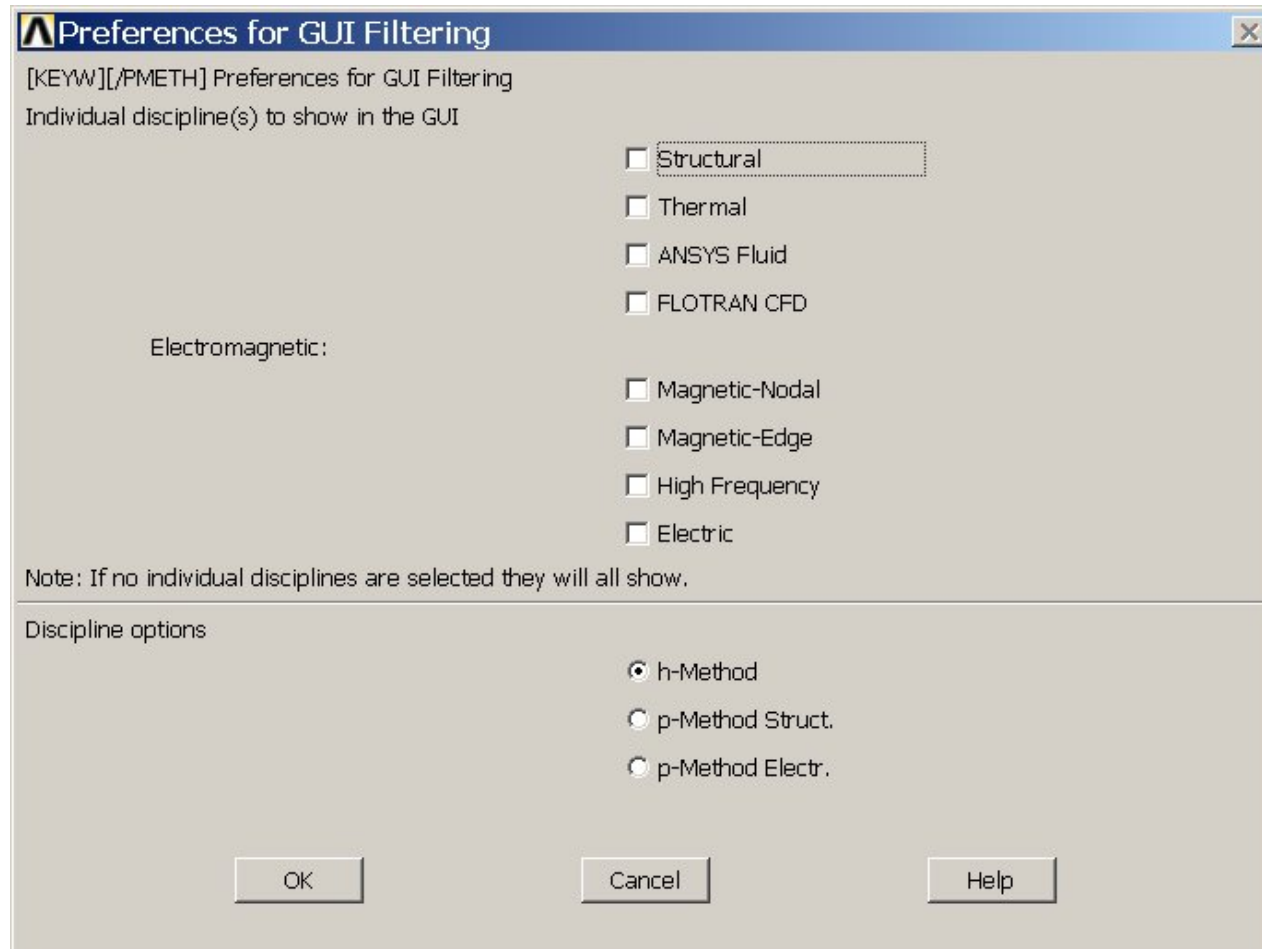 Preferences for GUI Filtering
[KEYW][/PMETH] Preferences for GUI Filtering
Individual discipline(s) to show in the GUI
Structural
Thermal
ANSYS Fluid
FLOTRAN CFD
Electromagnetic:
Magnetic-Nodal
Magnetic-Edge
High Frequency
Electric
Note: If no individual disciplines are selected they will all show.
Discipline options
h-Method
p-Method Struct.
p-Method Electr.
OK Cancel Help